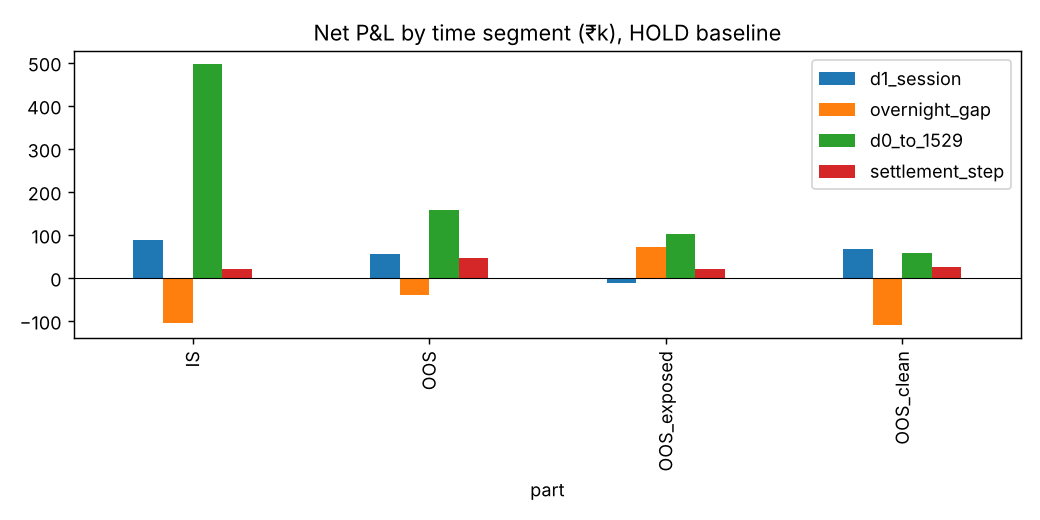 Net P&L by time segment (₹k), HOLD baseline
500
400
300
200
100
0
−100
d1_session
overnight_gap
d0_to_1529
settlement_step
IS
OOS
OOS_exposed
OOS_clean
part